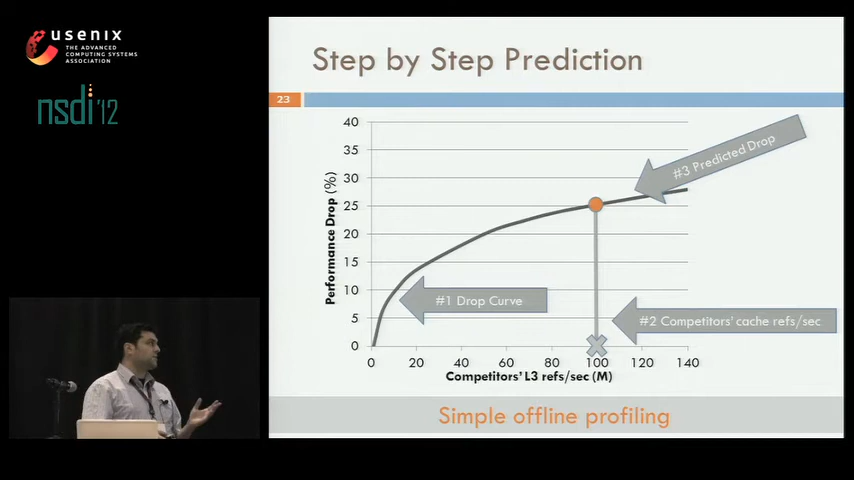 usenix
THE ADVANCED
COMPUTING SYSTEMS
ASSOCIATION
nsdi '12
Step by Step Prediction
23
40
35
30
25
20
15
10
5
0
Performance Drop (%)
#3 Predicted Drop
#1 Drop Curve
#2 Competitors' cache refs/sec
0 20 40 60 80 100 120 140
Competitors' L3 refs/sec (M)
Simple offline profiling